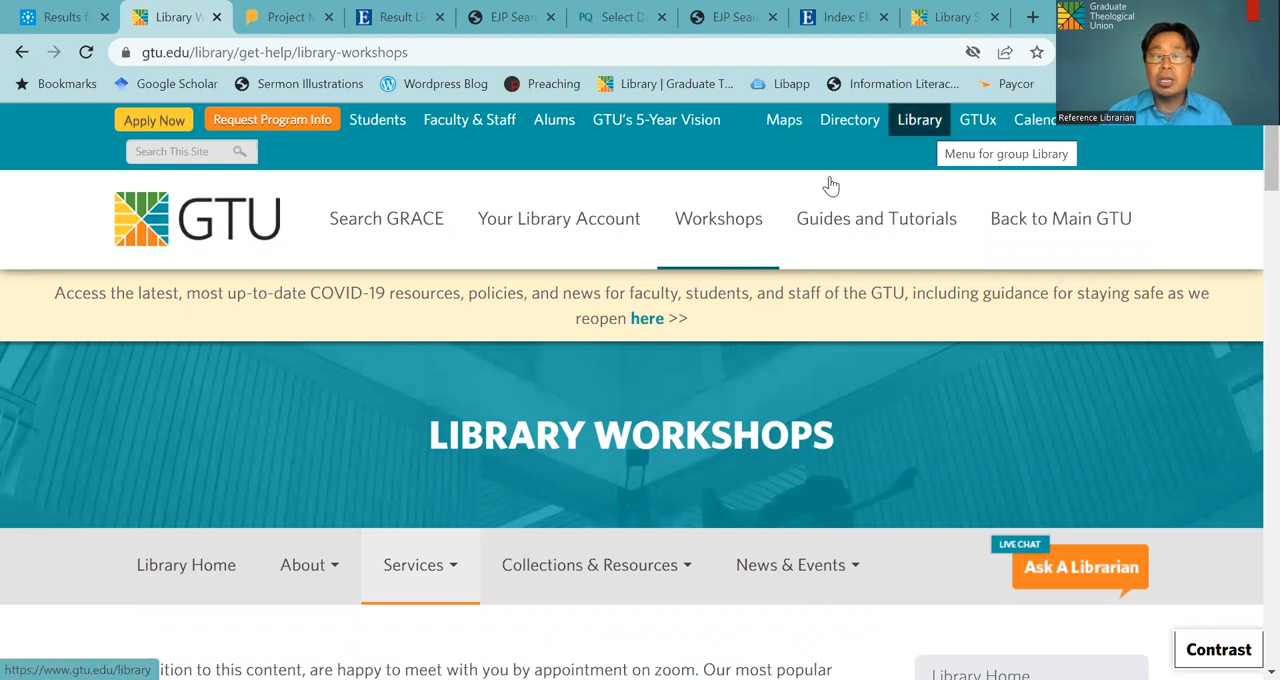 Results f
Library W
Project M
Result Li
EJP Sear
PQ Select D
EJP Sear
Index: E
Library S
gtu.edu/library/get-help/library-workshops
Bookmarks
Google Scholar
Sermon Illustrations
Wordpress Blog
Preaching
Library | Graduate T...
Libapp
Information Literac...
Paycor
Graduate
Theological
Union
Reference Librarian
Apply Now
Request Program Info
Students
Faculty & Staff
Alums
GTU's 5-Year Vision
Maps
Directory
Library
GTUx
Calend
Search This Site
Menu for group Library
GTU
Search GRACE
Your Library Account
Workshops
Guides and Tutorials
Back to Main GTU
Access the latest, most up-to-date COVID-19 resources, policies, and news for faculty, students, and staff of the GTU, including guidance for staying safe as we
reopen here >>
LIBRARY WORKSHOPS
Library Home
About
Services
Collections & Resources
News & Events
LIVE CHAT
Ask A Librarian
Contrast
https://www.gtu.edu/library
ition to this content, are happy to meet with you by appointment on zoom. Our most popular
Library Home